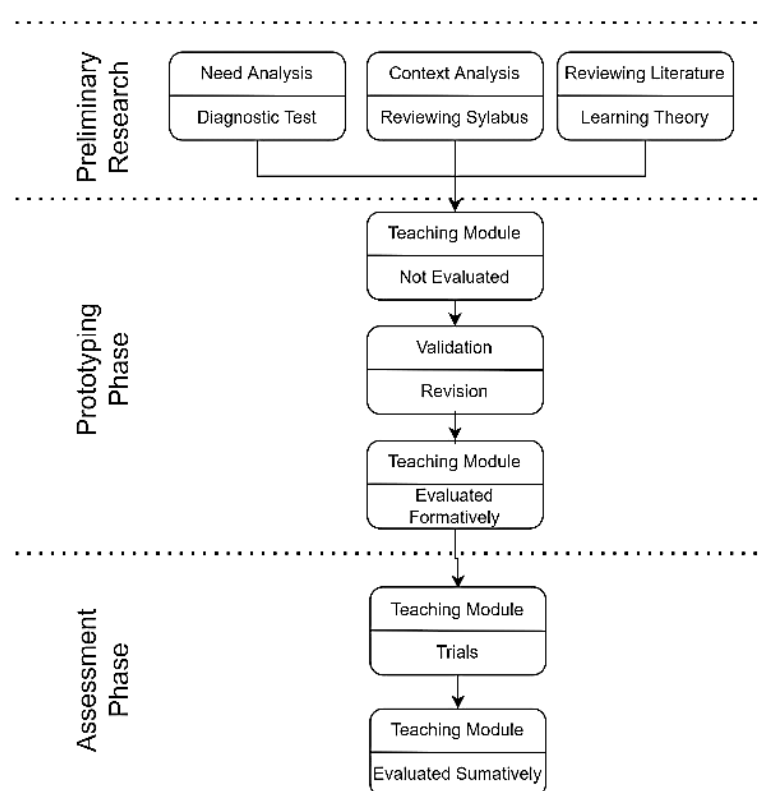 Preliminary
Research
Need Analysis
Diagnostic Test
Context Analysis
Reviewing Sylabus
Reviewing Literature
Learning Theory
Prototyping
Phase
Teaching Module
Not Evaluated
Validation
Revision
Teaching Module
Evaluated
Formatively
Assessment
Phase
Teaching Module
Trials
Teaching Module
Evaluated Sumatively